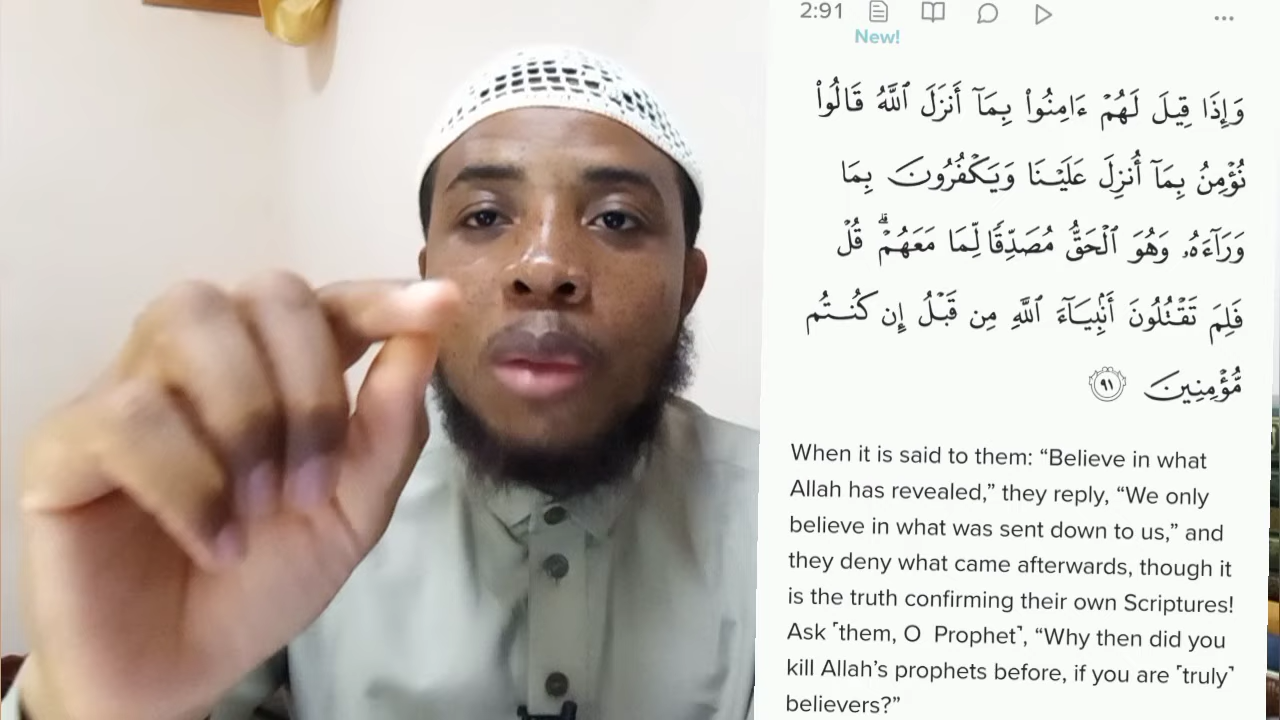 2:91
New!
وَإِذَا قِيلَ لَهُمْ ءَامِنُوا۟ بِمَآ أَنزَلَ ٱللَّهُ قَالُوا۟
نُؤْمِنُ بِمَآ أُنزِلَ عَلَيْنَا وَيَكْفُرُونَ بِمَا
وَرَآءَهُۥ وَهُوَ ٱلْحَقُّ مُصَدِّقًا لِّمَا مَعَهُمْ ۗ قُلْ
فَلِمَ تَقْتُلُونَ أَنۢبِيَآءَ ٱللَّهِ مِن قَبْلُ إِن كُنتُم
مُّؤْمِنِينَ ٩١
When it is said to them: “Believe in what
Allah has revealed,” they reply, “We only
believe in what was sent down to us,” and
they deny what came afterwards, though it
is the truth confirming their own Scriptures!
Ask ˹them, O Prophet˺, “Why then did you
kill Allah’s prophets before, if you are ˹truly˺
believers?”